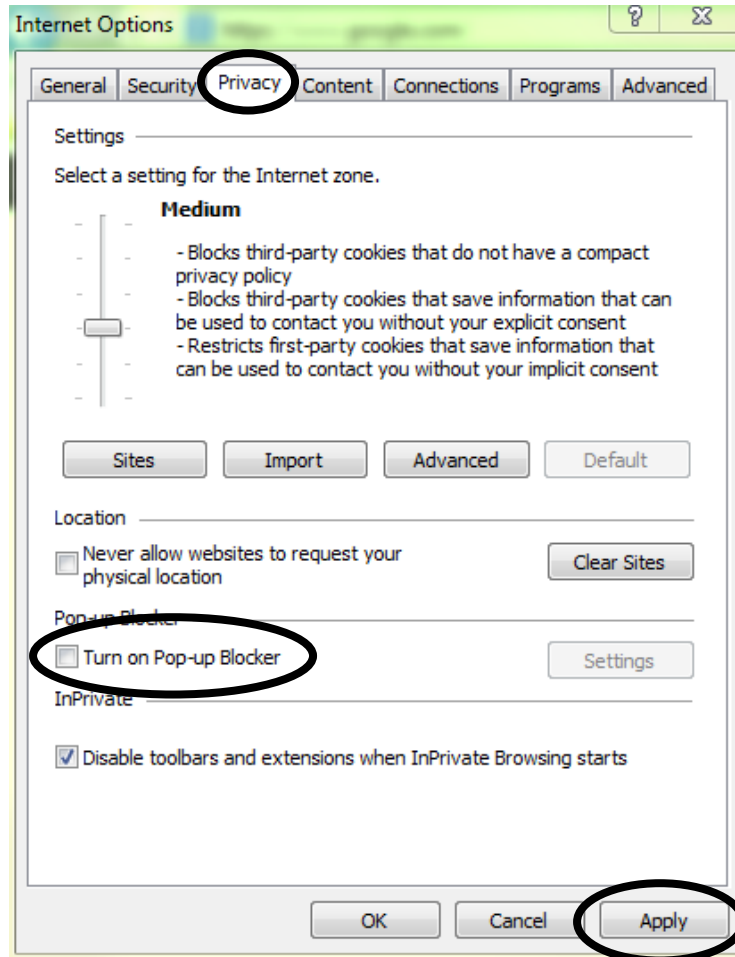 Internet Options
General Security Privacy Content Connections Programs Advanced
Settings
Select a setting for the Internet zone.
Medium
- Blocks third-party cookies that do not have a compact
privacy policy
- Blocks third-party cookies that save information that can
be used to contact you without your explicit consent
- Restricts first-party cookies that save information that
can be used to contact you without your implicit consent
Sites Import Advanced Default
Location
Never allow websites to request your
physical location
Clear Sites
Pop-up Blocker
Turn on Pop-up Blocker
Settings
InPrivate
Disable toolbars and extensions when InPrivate Browsing starts
OK Cancel Apply